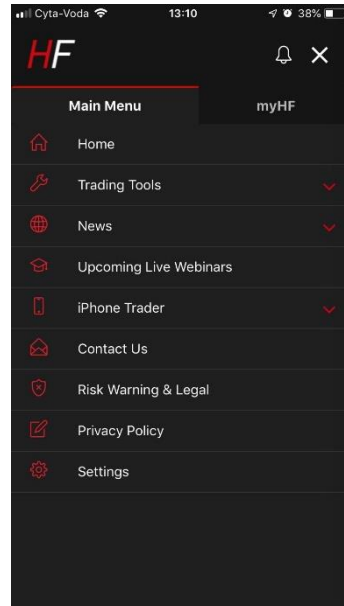 Cyta-Voda 13:10 38%
HF
Main Menu myHF
Home
Trading Tools
News
Upcoming Live Webinars
iPhone Trader
Contact Us
Risk Warning & Legal
Privacy Policy
Settings